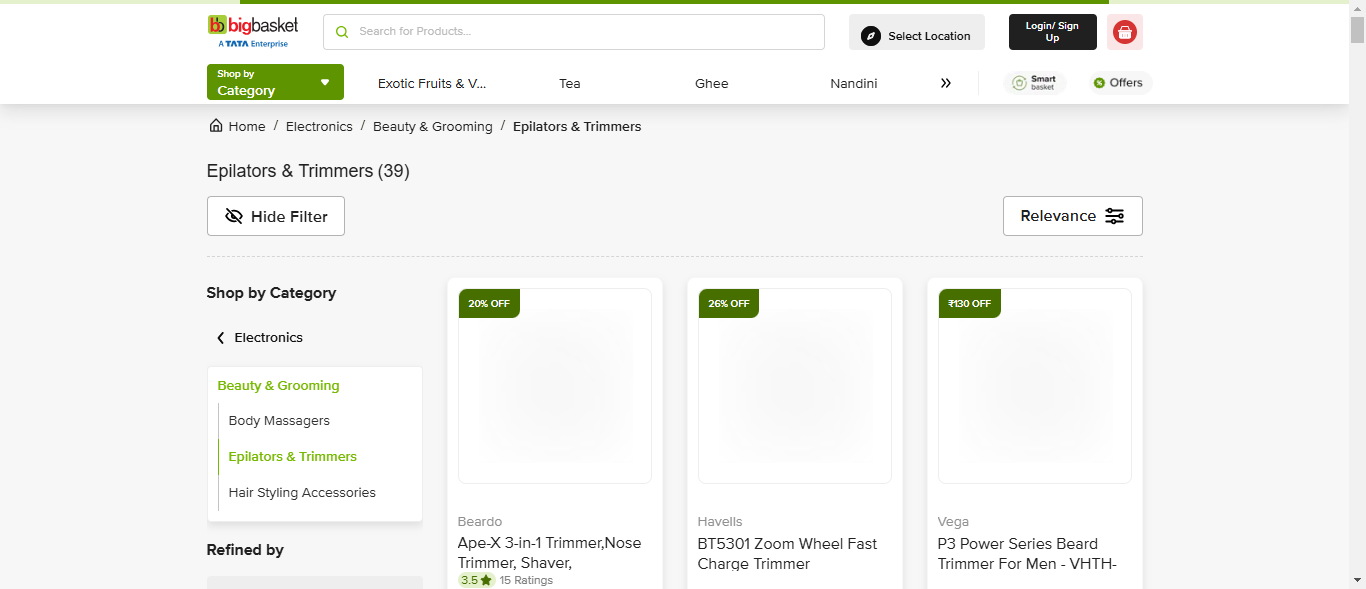 bb bigbasket
A TATA Enterprise
Search for Products...
Select Location
Login/ Sign
Up
Shop by
Category
Exotic Fruits & V...
Tea
Ghee
Nandini
»
Smart
basket
Offers
Home / Electronics / Beauty & Grooming / Epilators & Trimmers
Epilators & Trimmers (39)
Hide Filter
Relevance
Shop by Category
Electronics
Beauty & Grooming
Body Massagers
Epilators & Trimmers
Hair Styling Accessories
Refined by
20% OFF
Beardo
Ape-X 3-in-1 Trimmer,Nose
Trimmer, Shaver,
3.5 15 Ratings
26% OFF
Havells
BT5301 Zoom Wheel Fast
Charge Trimmer
₹130 OFF
Vega
P3 Power Series Beard
Trimmer For Men - VHTH-